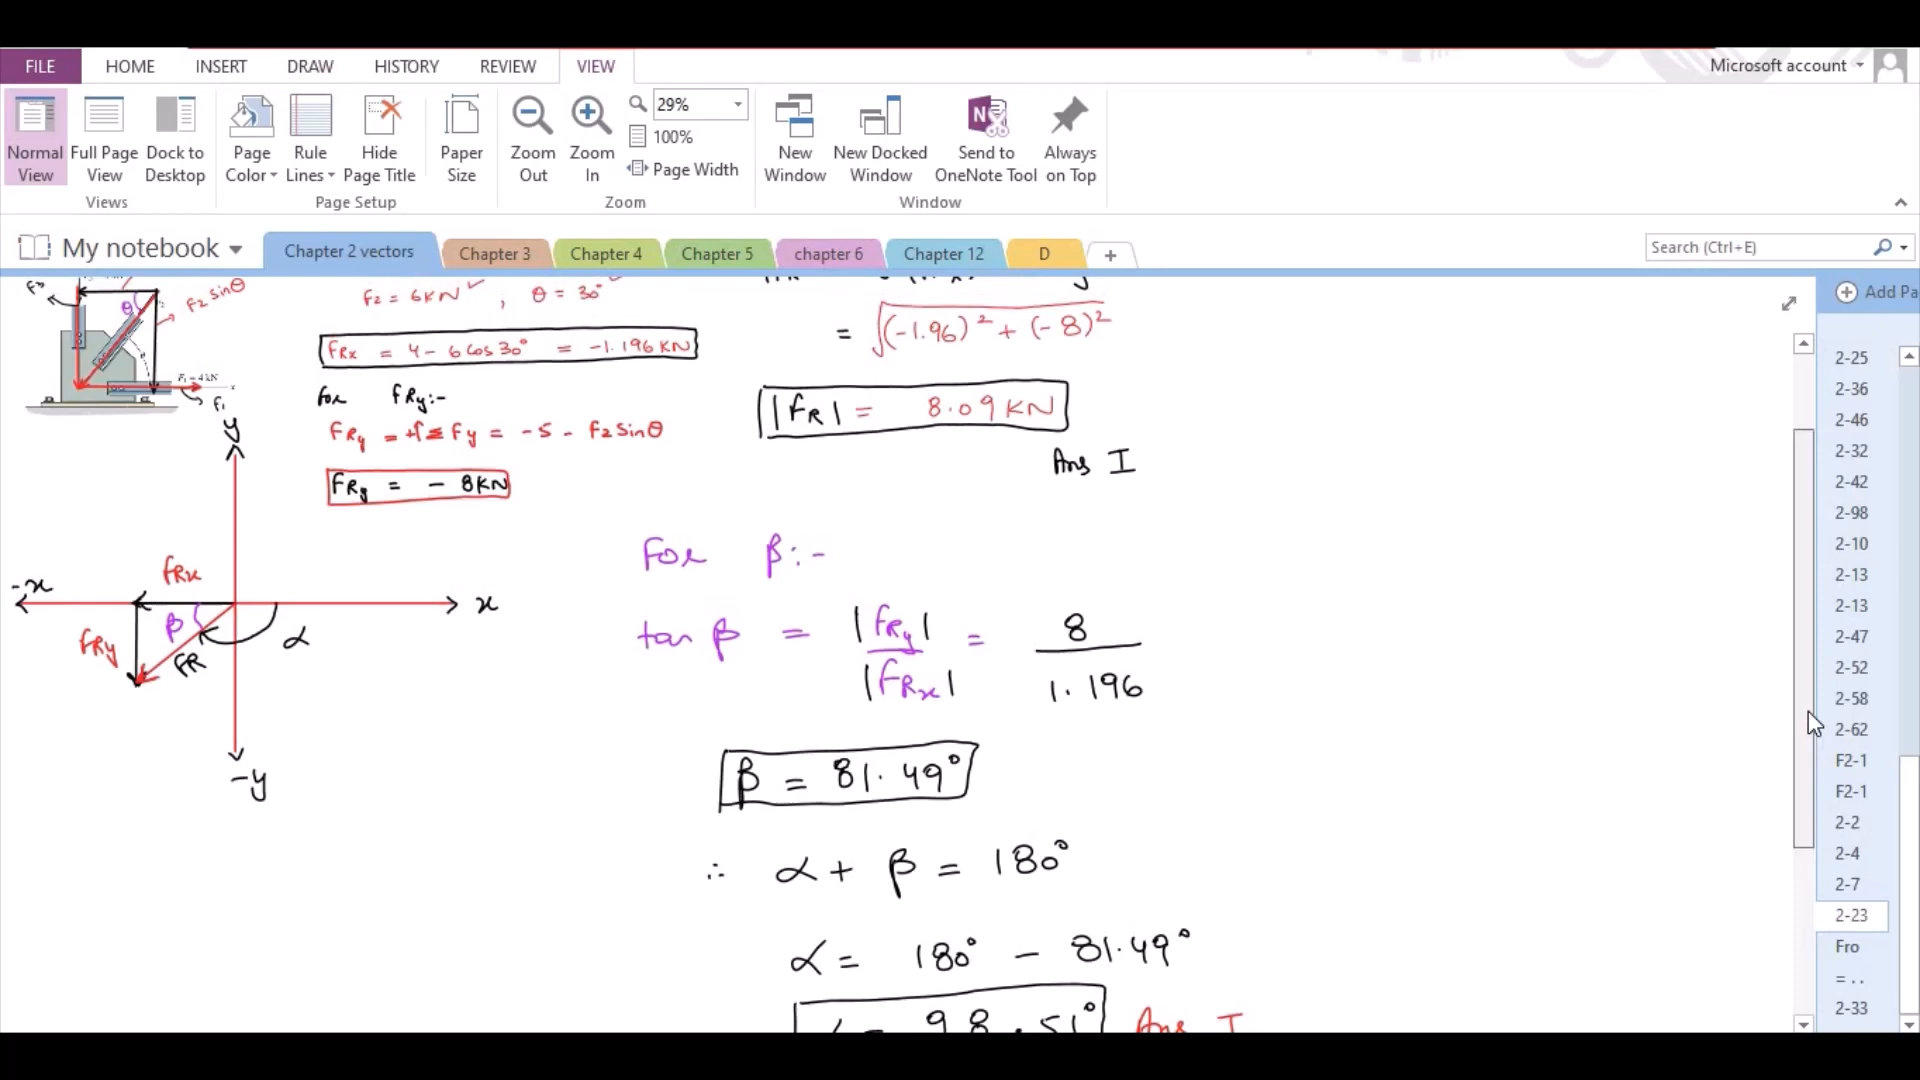 FILE HOME INSERT DRAW HISTORY REVIEW VIEW
Microsoft account
Normal View
Full Page View
Dock to Desktop
Page Color
Rule Lines
Hide Page Title
Paper Size
Zoom Out
Zoom In
29%
100%
Page Width
New Window
New Docked Window
Send to OneNote Tool
Always on Top
Views
Page Setup
Zoom
Window
My notebook
Chapter 2 vectors
Chapter 3
Chapter 4
Chapter 5
chapter 6
Chapter 12
D
Search (Ctrl+E)
Add Pa
F2 sinθ
θ
F1 = 4 kN
F1
y
-x
x
-y
FRx
FRy
β
FR
α
F2 = 6KN , θ = 30°
FRx = 4 - 6 cos 30° = -1.196 KN
for FRy:-
FRy = +↑ Σ Fy = -5 - F2 sinθ
FRy = - 8KN
= √(-1.96)² + (-8)²
|FR| = 8.09 KN
Ans I
For β:-
tan β = |FRy| / |FRx| = 8 / 1.196
β = 81.49°
∴ α + β = 180°
α = 180° - 81.49°
α = 98.51° Ans I
2-25
2-36
2-46
2-32
2-42
2-98
2-10
2-13
2-13
2-47
2-52
2-58
2-62
F2-1
F2-1
2-2
2-4
2-7
2-23
Fro
= . .
2-33